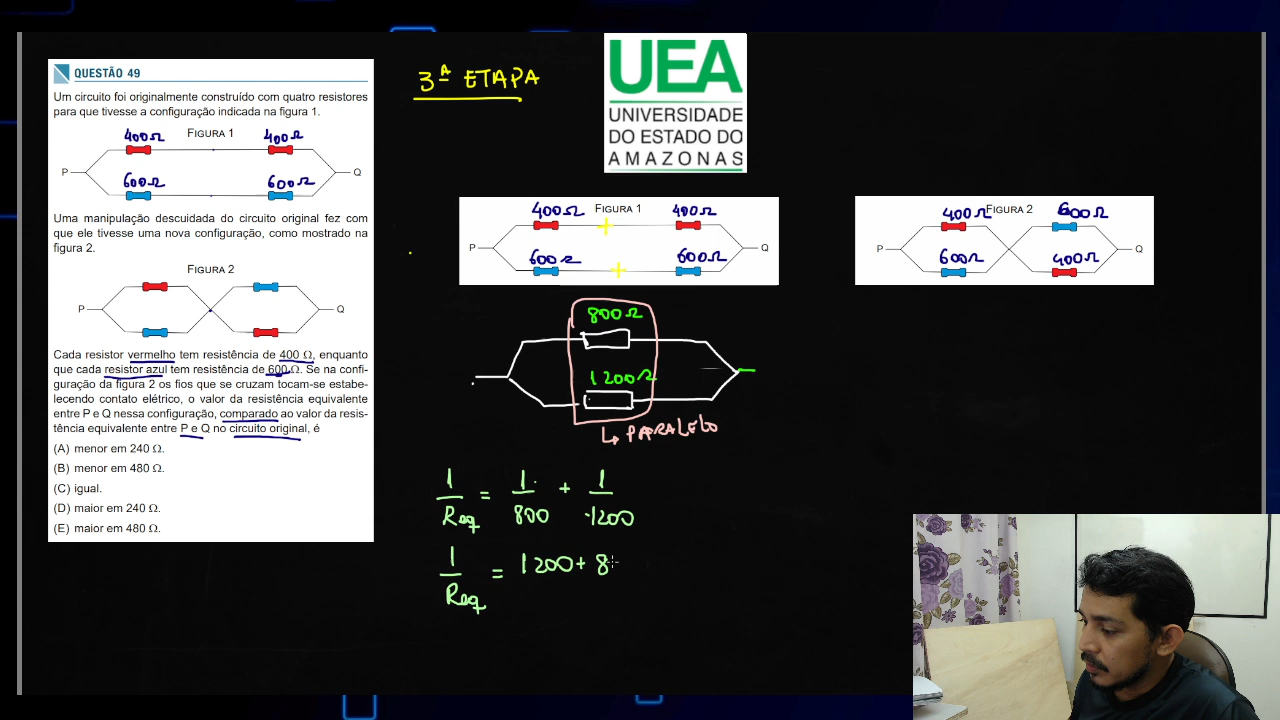 QUESTÃO 49
Um circuito foi originalmente construído com quatro resistores
para que tivesse a configuração indicada na figura 1.
FIGURA 1
400Ω 400Ω
P Q
600Ω 600Ω
Uma manipulação descuidada do circuito original fez com
que ele tivesse uma nova configuração, como mostrado na
figura 2.
FIGURA 2
P Q
Cada resistor vermelho tem resistência de 400 Ω, enquanto
que cada resistor azul tem resistência de 600 Ω. Se na confi-
guração da figura 2 os fios que se cruzam tocam-se estabe-
lecendo contato elétrico, o valor da resistência equivalente
entre P e Q nessa configuração, comparado ao valor da resis-
tência equivalente entre P e Q no circuito original, é
(A) menor em 240 Ω.
(B) menor em 480 Ω.
(C) igual.
(D) maior em 240 Ω.
(E) maior em 480 Ω.
3ª ETAPA
UEA
UNIVERSIDADE
DO ESTADO DO
AMAZONAS
400Ω FIGURA 1 400Ω
P Q
600Ω 600Ω
400Ω FIGURA 2 600Ω
P Q
600Ω 400Ω
800Ω
1200Ω
↳ PARALELO
1/Req = 1/800 + 1/1200
1/Req = 1200+ 8